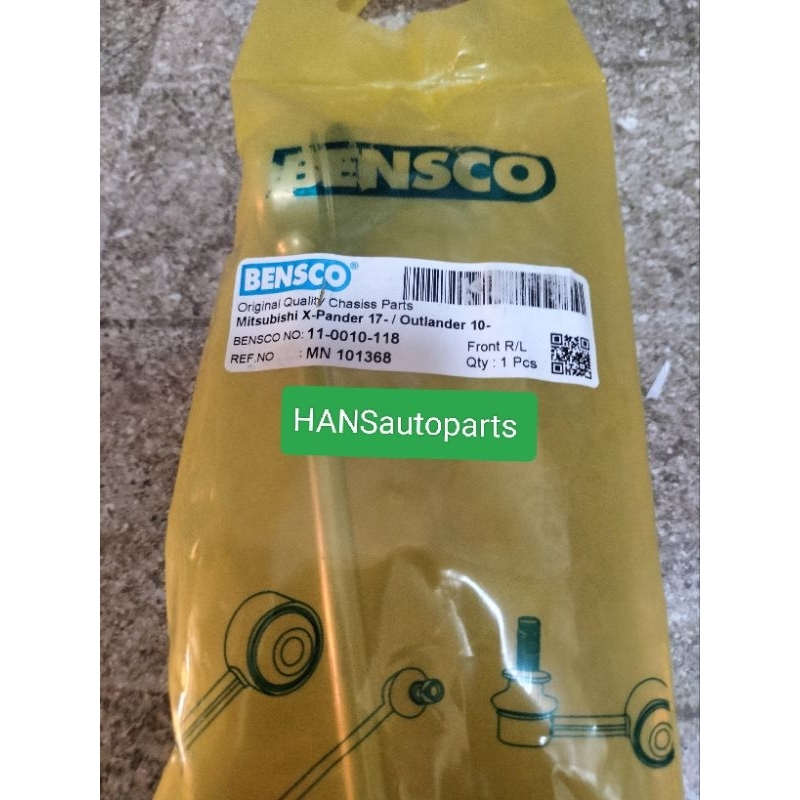 BENSCO
BENSCO®
Original Quality Chasiss Parts
Mitsubishi X-Pander 17- / Outlander 10-
BENSCO NO: 11-0010-118
Front R/L
REF.NO : MN 101368
Qty : 1 Pcs
HANSautoparts